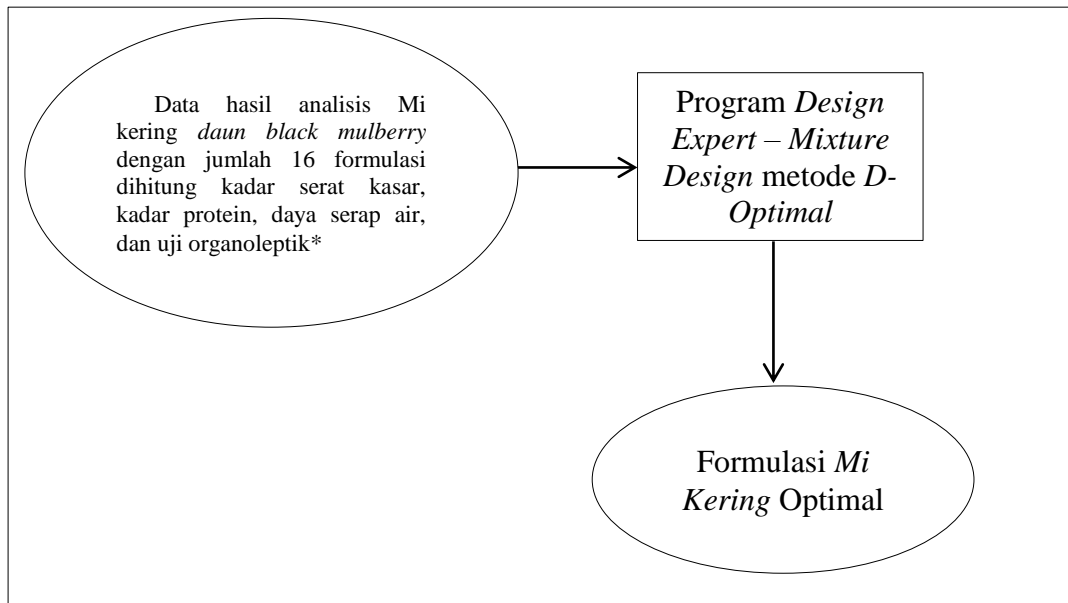 Data hasil analisis Mi
kering daun black mulberry
dengan jumlah 16 formulasi
dihitung kadar serat kasar,
kadar protein, daya serap air,
dan uji organoleptik*
Program Design
Expert – Mixture
Design metode D-
Optimal
Formulasi Mi
Kering Optimal